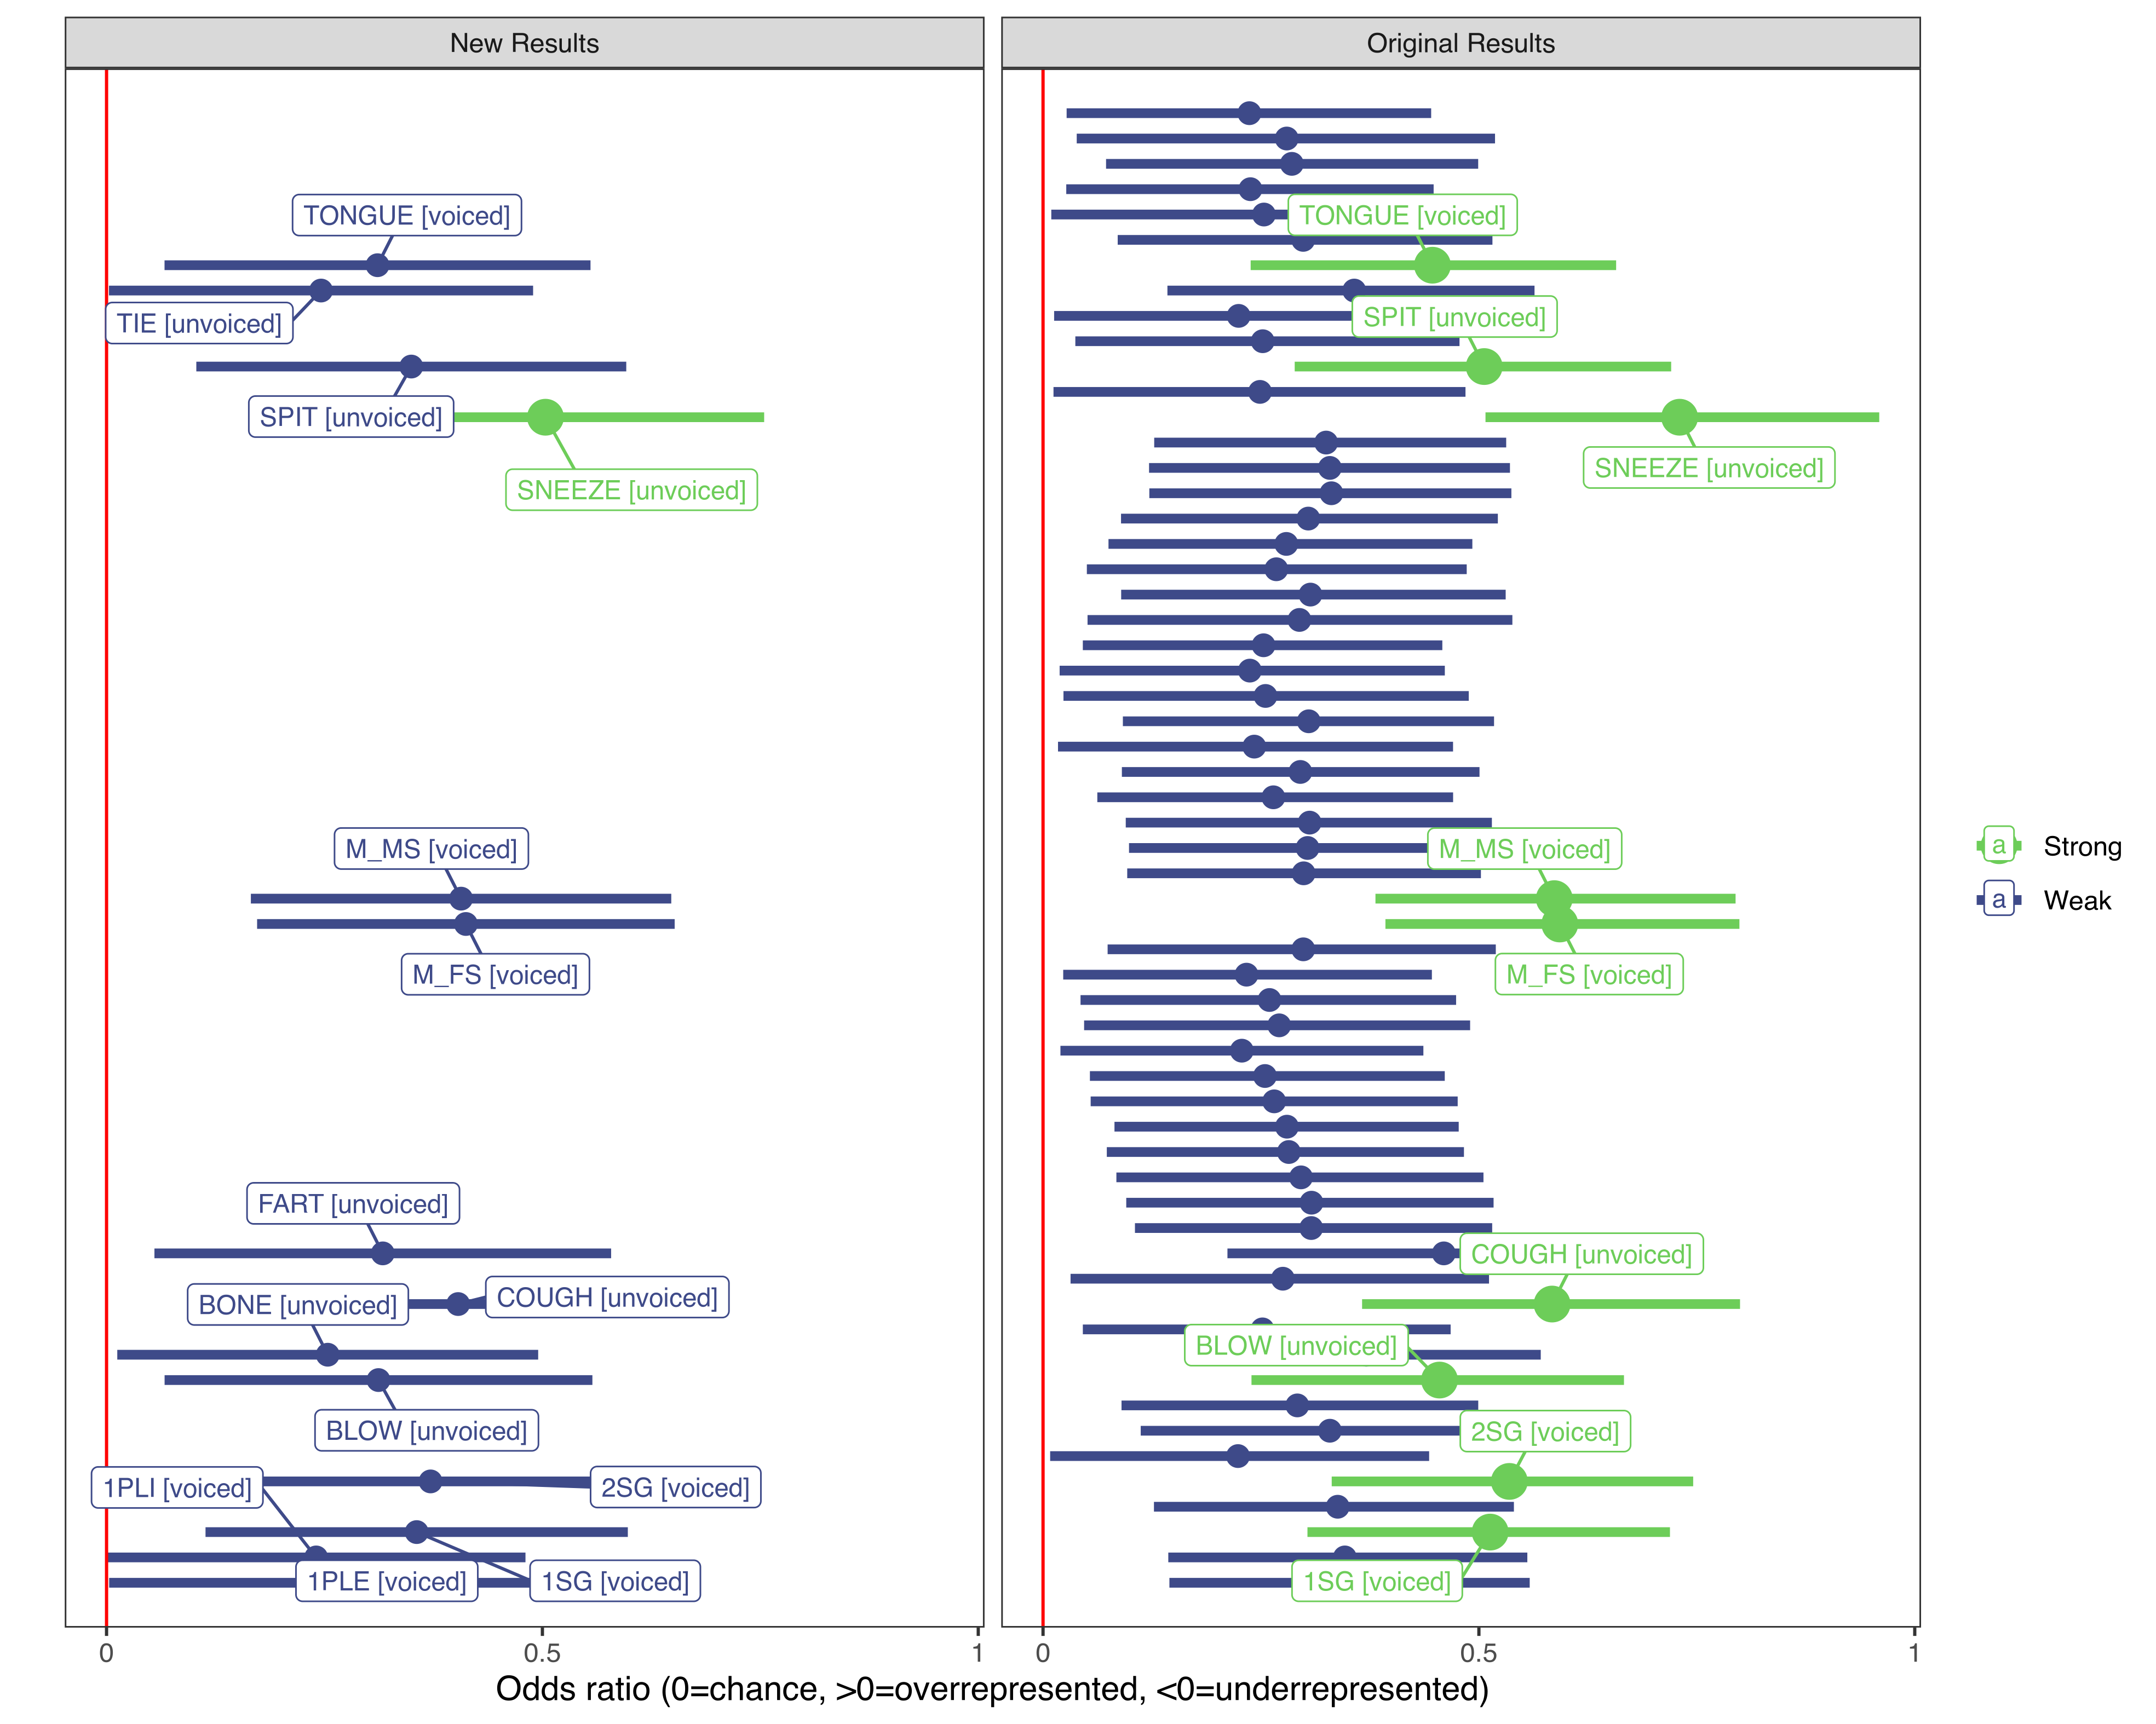 New Results
TONGUE [voiced]
TIE [unvoiced]
SPIT [unvoiced]
SNEEZE [unvoiced]
M_MS [voiced]
M_FS [voiced]
FART [unvoiced]
BONE [unvoiced]
COUGH [unvoiced]
BLOW [unvoiced]
1PLI [voiced]
2SG [voiced]
1PLE [voiced]
1SG [voiced]
0
0.5
1
Original Results
TONGUE [voiced]
SPIT [unvoiced]
SNEEZE [unvoiced]
M_MS [voiced]
M_FS [voiced]
COUGH [unvoiced]
BLOW [unvoiced]
2SG [voiced]
1SG [voiced]
0
0.5
1
Odds ratio (0=chance, >0=overrepresented, <0=underrepresented)
a Strong
a Weak